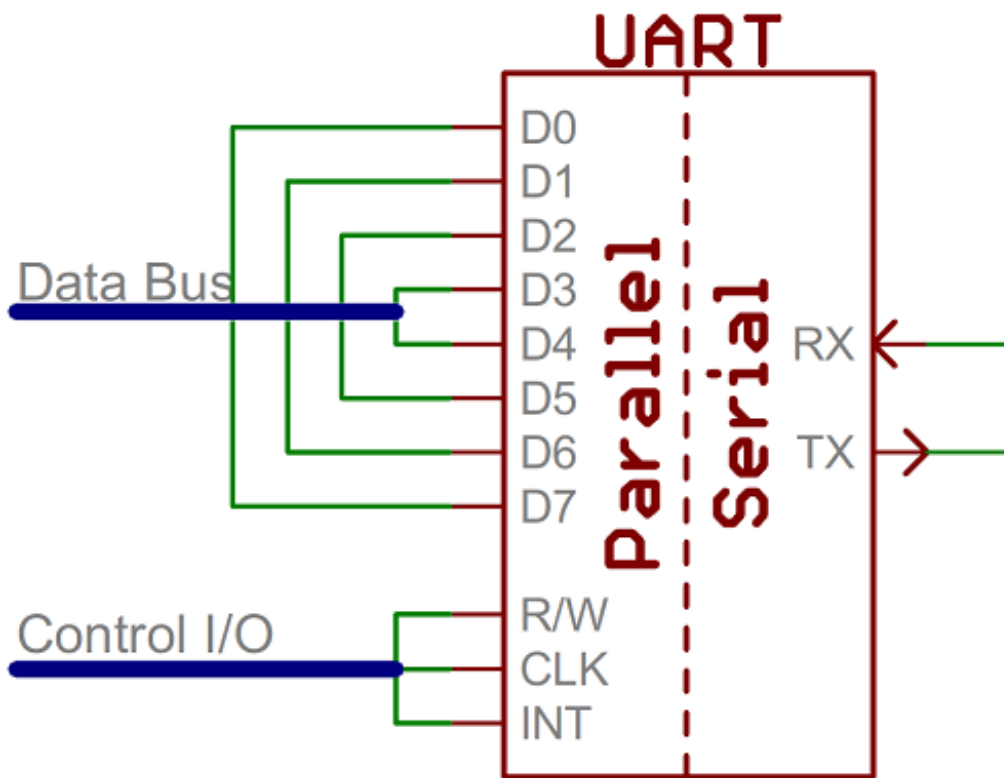 UART
D0
D1
D2
Data Bus
D3
D4
D5
D6
D7
Parallel
Serial
RX
TX
R/W
Control I/O
CLK
INT